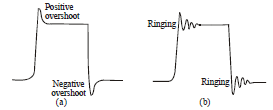 Positive
overshoot
Negative
overshoot
(a)
Ringing
Ringing
(b)